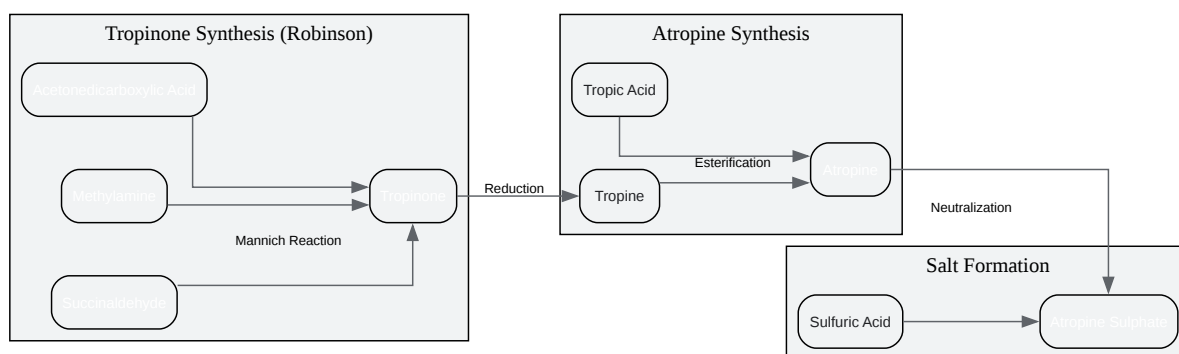 Tropinone Synthesis (Robinson)
Acetonedicarboxylic Acid
Methylamine
Tropinone
Mannich Reaction
Succinaldehyde
Reduction
Atropine Synthesis
Tropic Acid
Esterification
Atropine
Tropine
Neutralization
Salt Formation
Sulfuric Acid
Atropine Sulphate